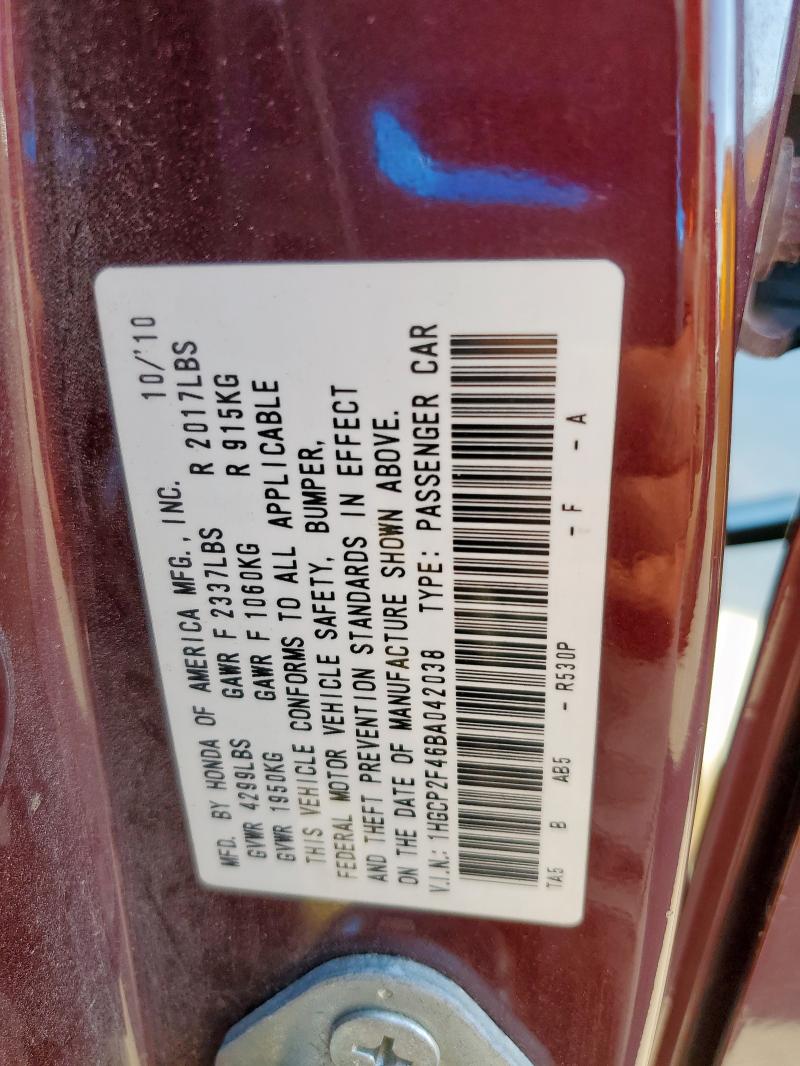 MFD. BY HONDA OF AMERICA MFG., INC. 10/'10
GVWR 4299LBS GAWR F 2337LBS R 2017LBS
GVWR 1950KG GAWR F 1060KG R 915KG
THIS VEHICLE CONFORMS TO ALL APPLICABLE
FEDERAL MOTOR VEHICLE SAFETY, BUMPER,
AND THEFT PREVENTION STANDARDS IN EFFECT
ON THE DATE OF MANUFACTURE SHOWN ABOVE.
V.I.N.: 1HGCP2F46BA042038 TYPE: PASSENGER CAR
TA5 B AB5 - R530P - F - A